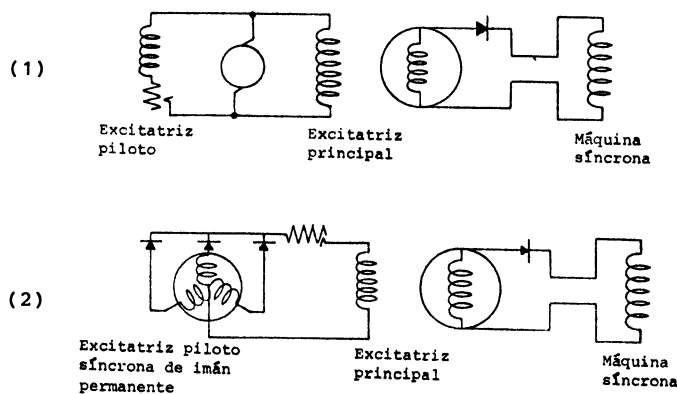 (1)
Excitatriz
piloto
Excitatriz
principal
Máquina
síncrona
(2)
Excitatriz piloto
síncrona de imán
permanente
Excitatriz
principal
Máquina
síncrona